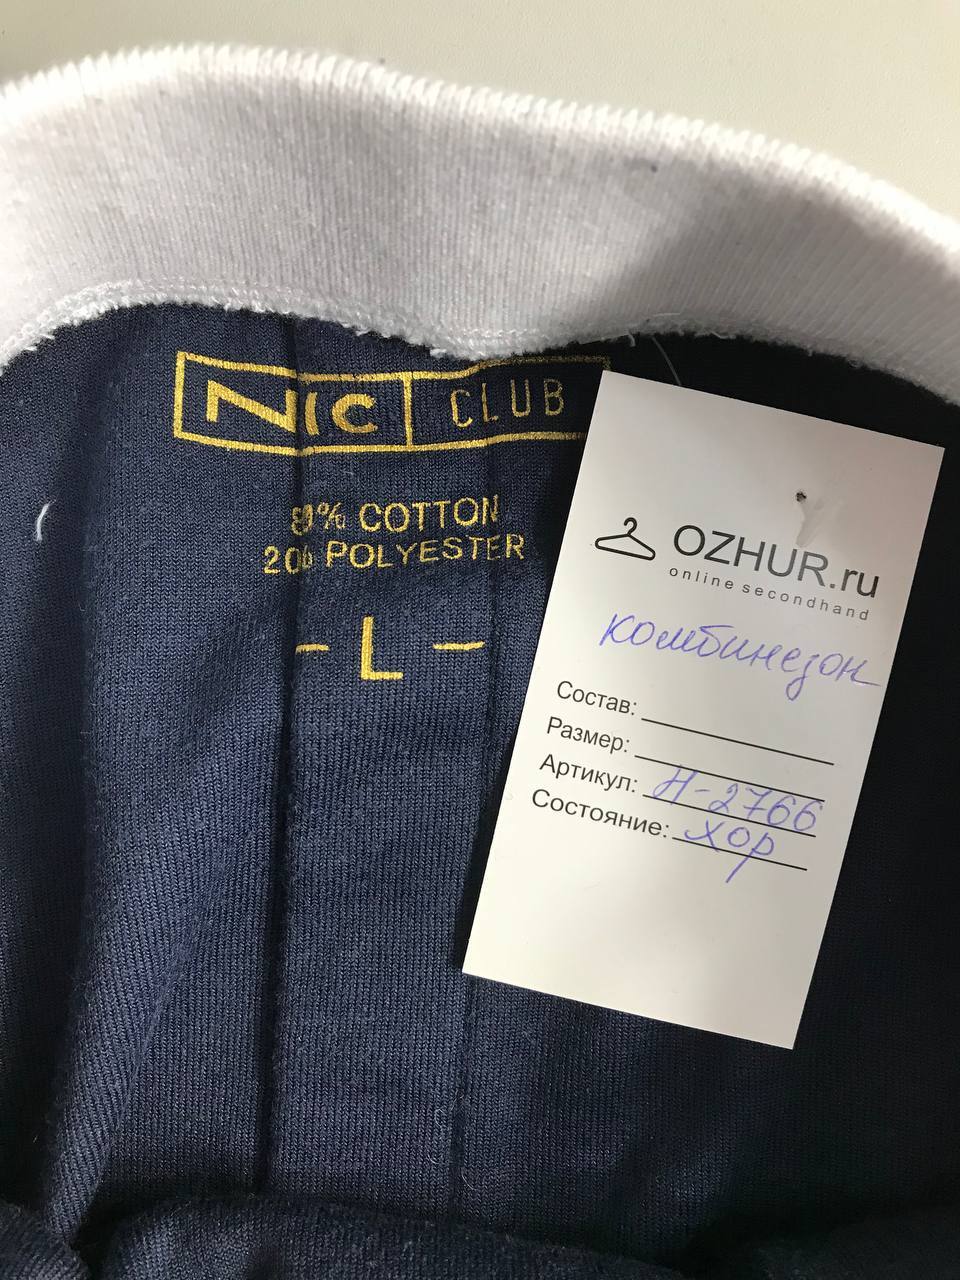 NIC CLUB
80% COTTON
20% POLYESTER
- L -
OZHUR.ru
online secondhand
комбинезон
Состав:
Размер:
Артикул: Н-2766
Состояние: хор